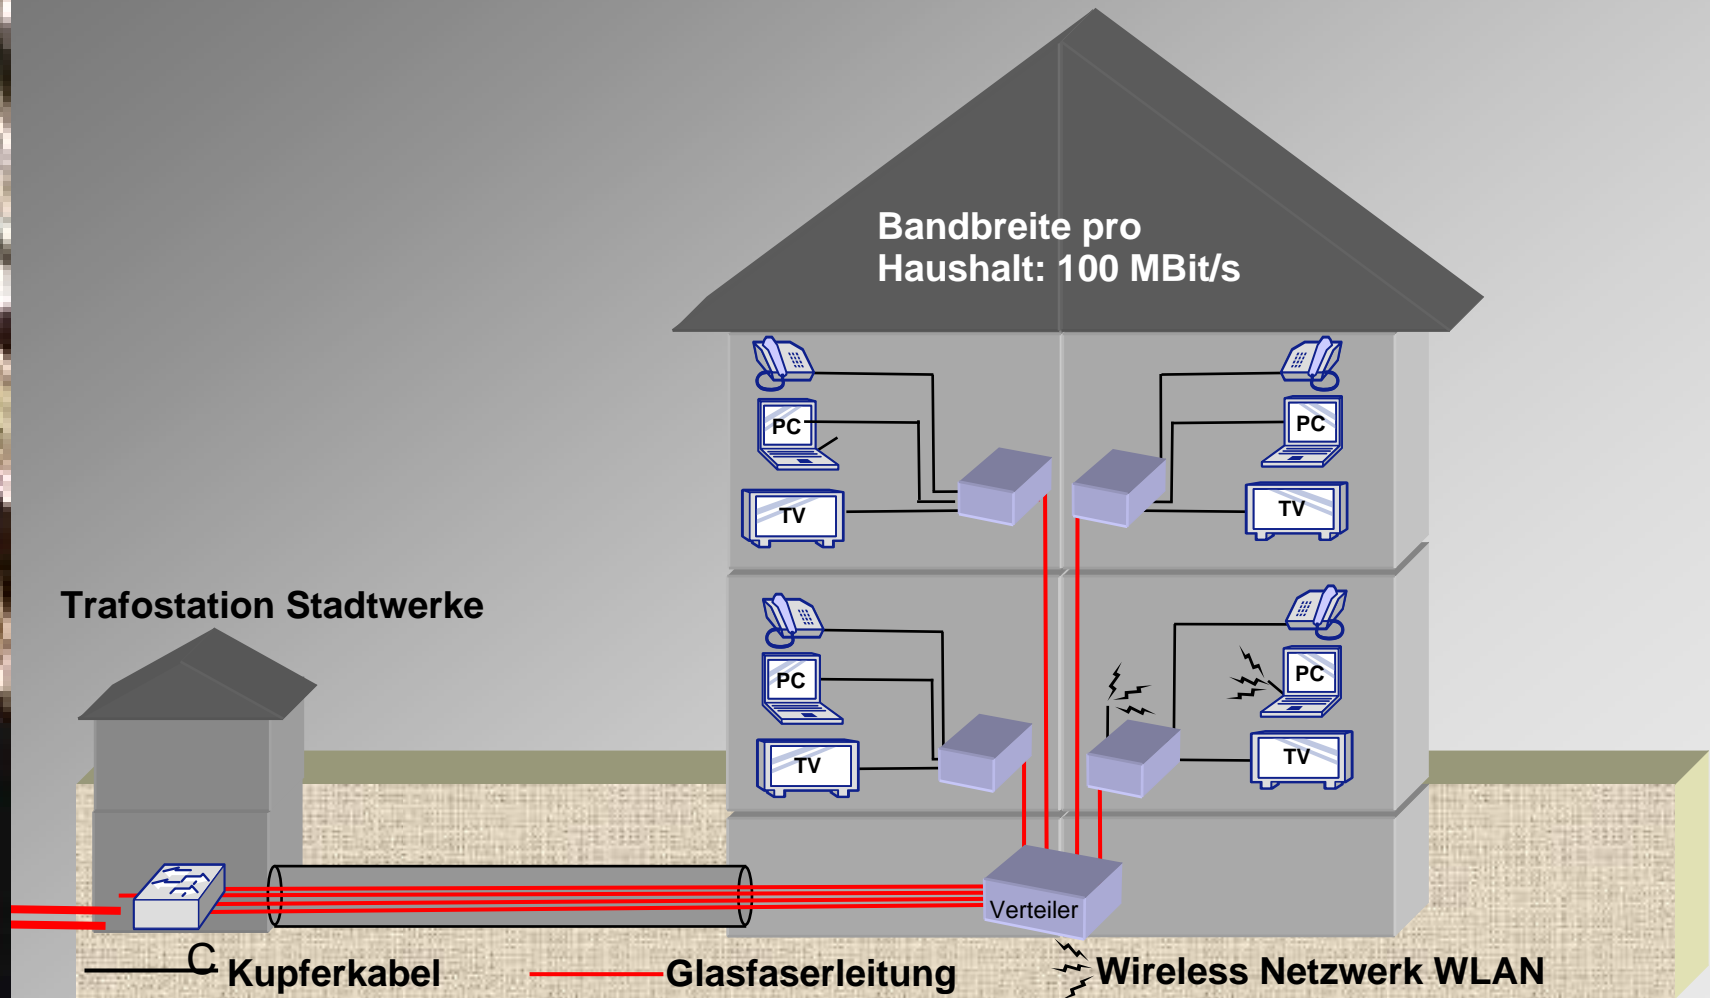 Bandbreite pro
Haushalt: 100 MBit/s
PC
PC
TV
TV
Trafostation Stadtwerke
PC
PC
TV
TV
Verteiler
C
Kupferkabel
Glasfaserleitung
Wireless Netzwerk WLAN